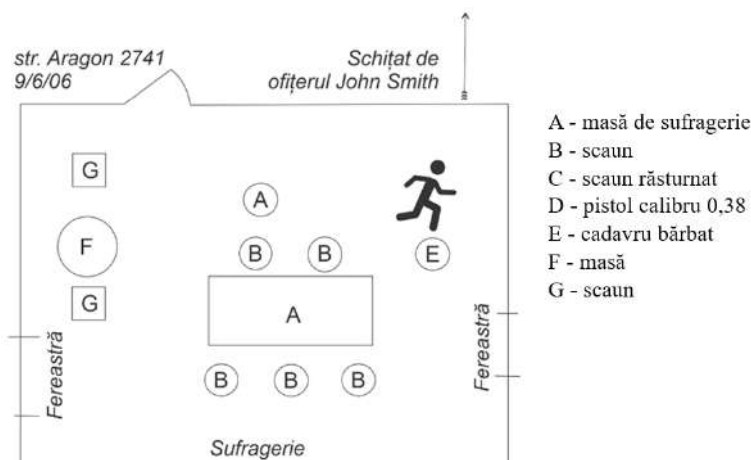 str. Aragon 2741
9/6/06
Schițat de
ofițerul John Smith
G
A
F
B
B
E
G
A
B
B
B
Fereastră
Fereastră
Sufragerie
A - masă de sufragerie
B - scaun
C - scaun răsturnat
D - pistol calibru 0,38
E - cadavru bărbat
F - masă
G - scaun